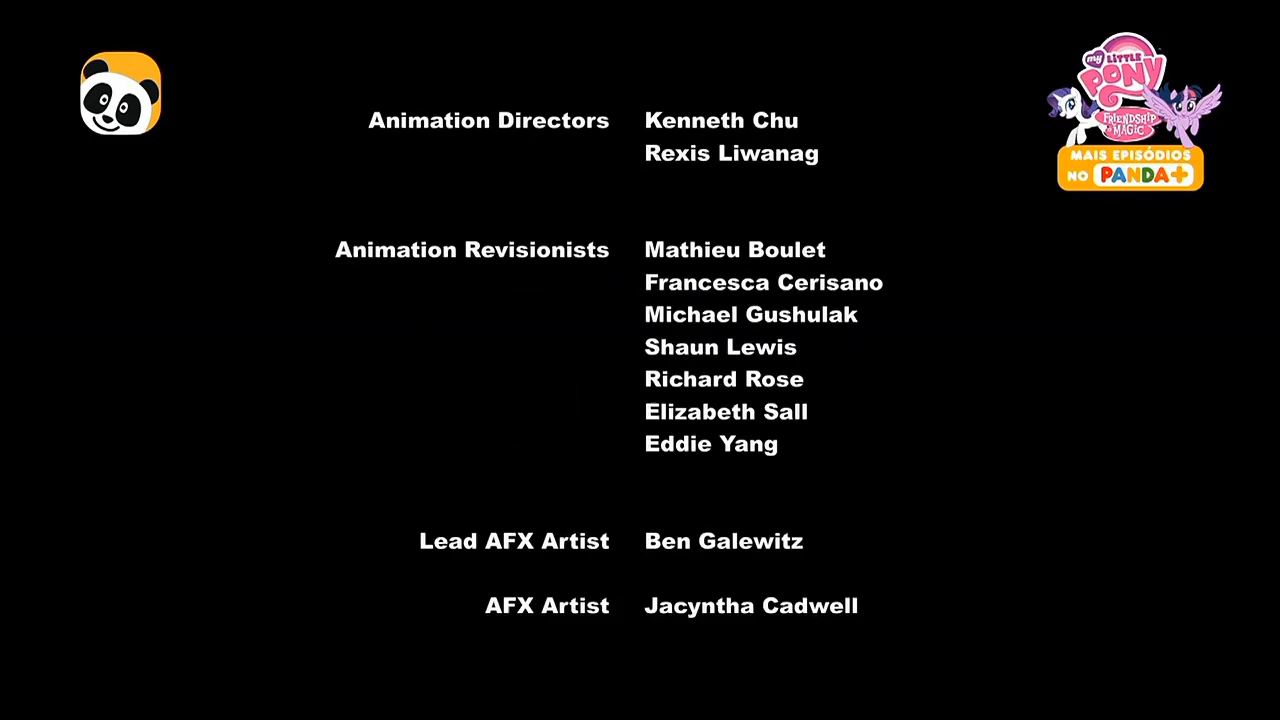 Animation Directors Kenneth Chu
Rexis Liwanag
Animation Revisionists Mathieu Boulet
Francesca Cerisano
Michael Gushulak
Shaun Lewis
Richard Rose
Elizabeth Sall
Eddie Yang
Lead AFX Artist Ben Galewitz
AFX Artist Jacyntha Cadwell
my LITTLE
PONY
FRIENDSHIP
IS MAGIC
MAIS EPISÓDIOS
NO PANDA+